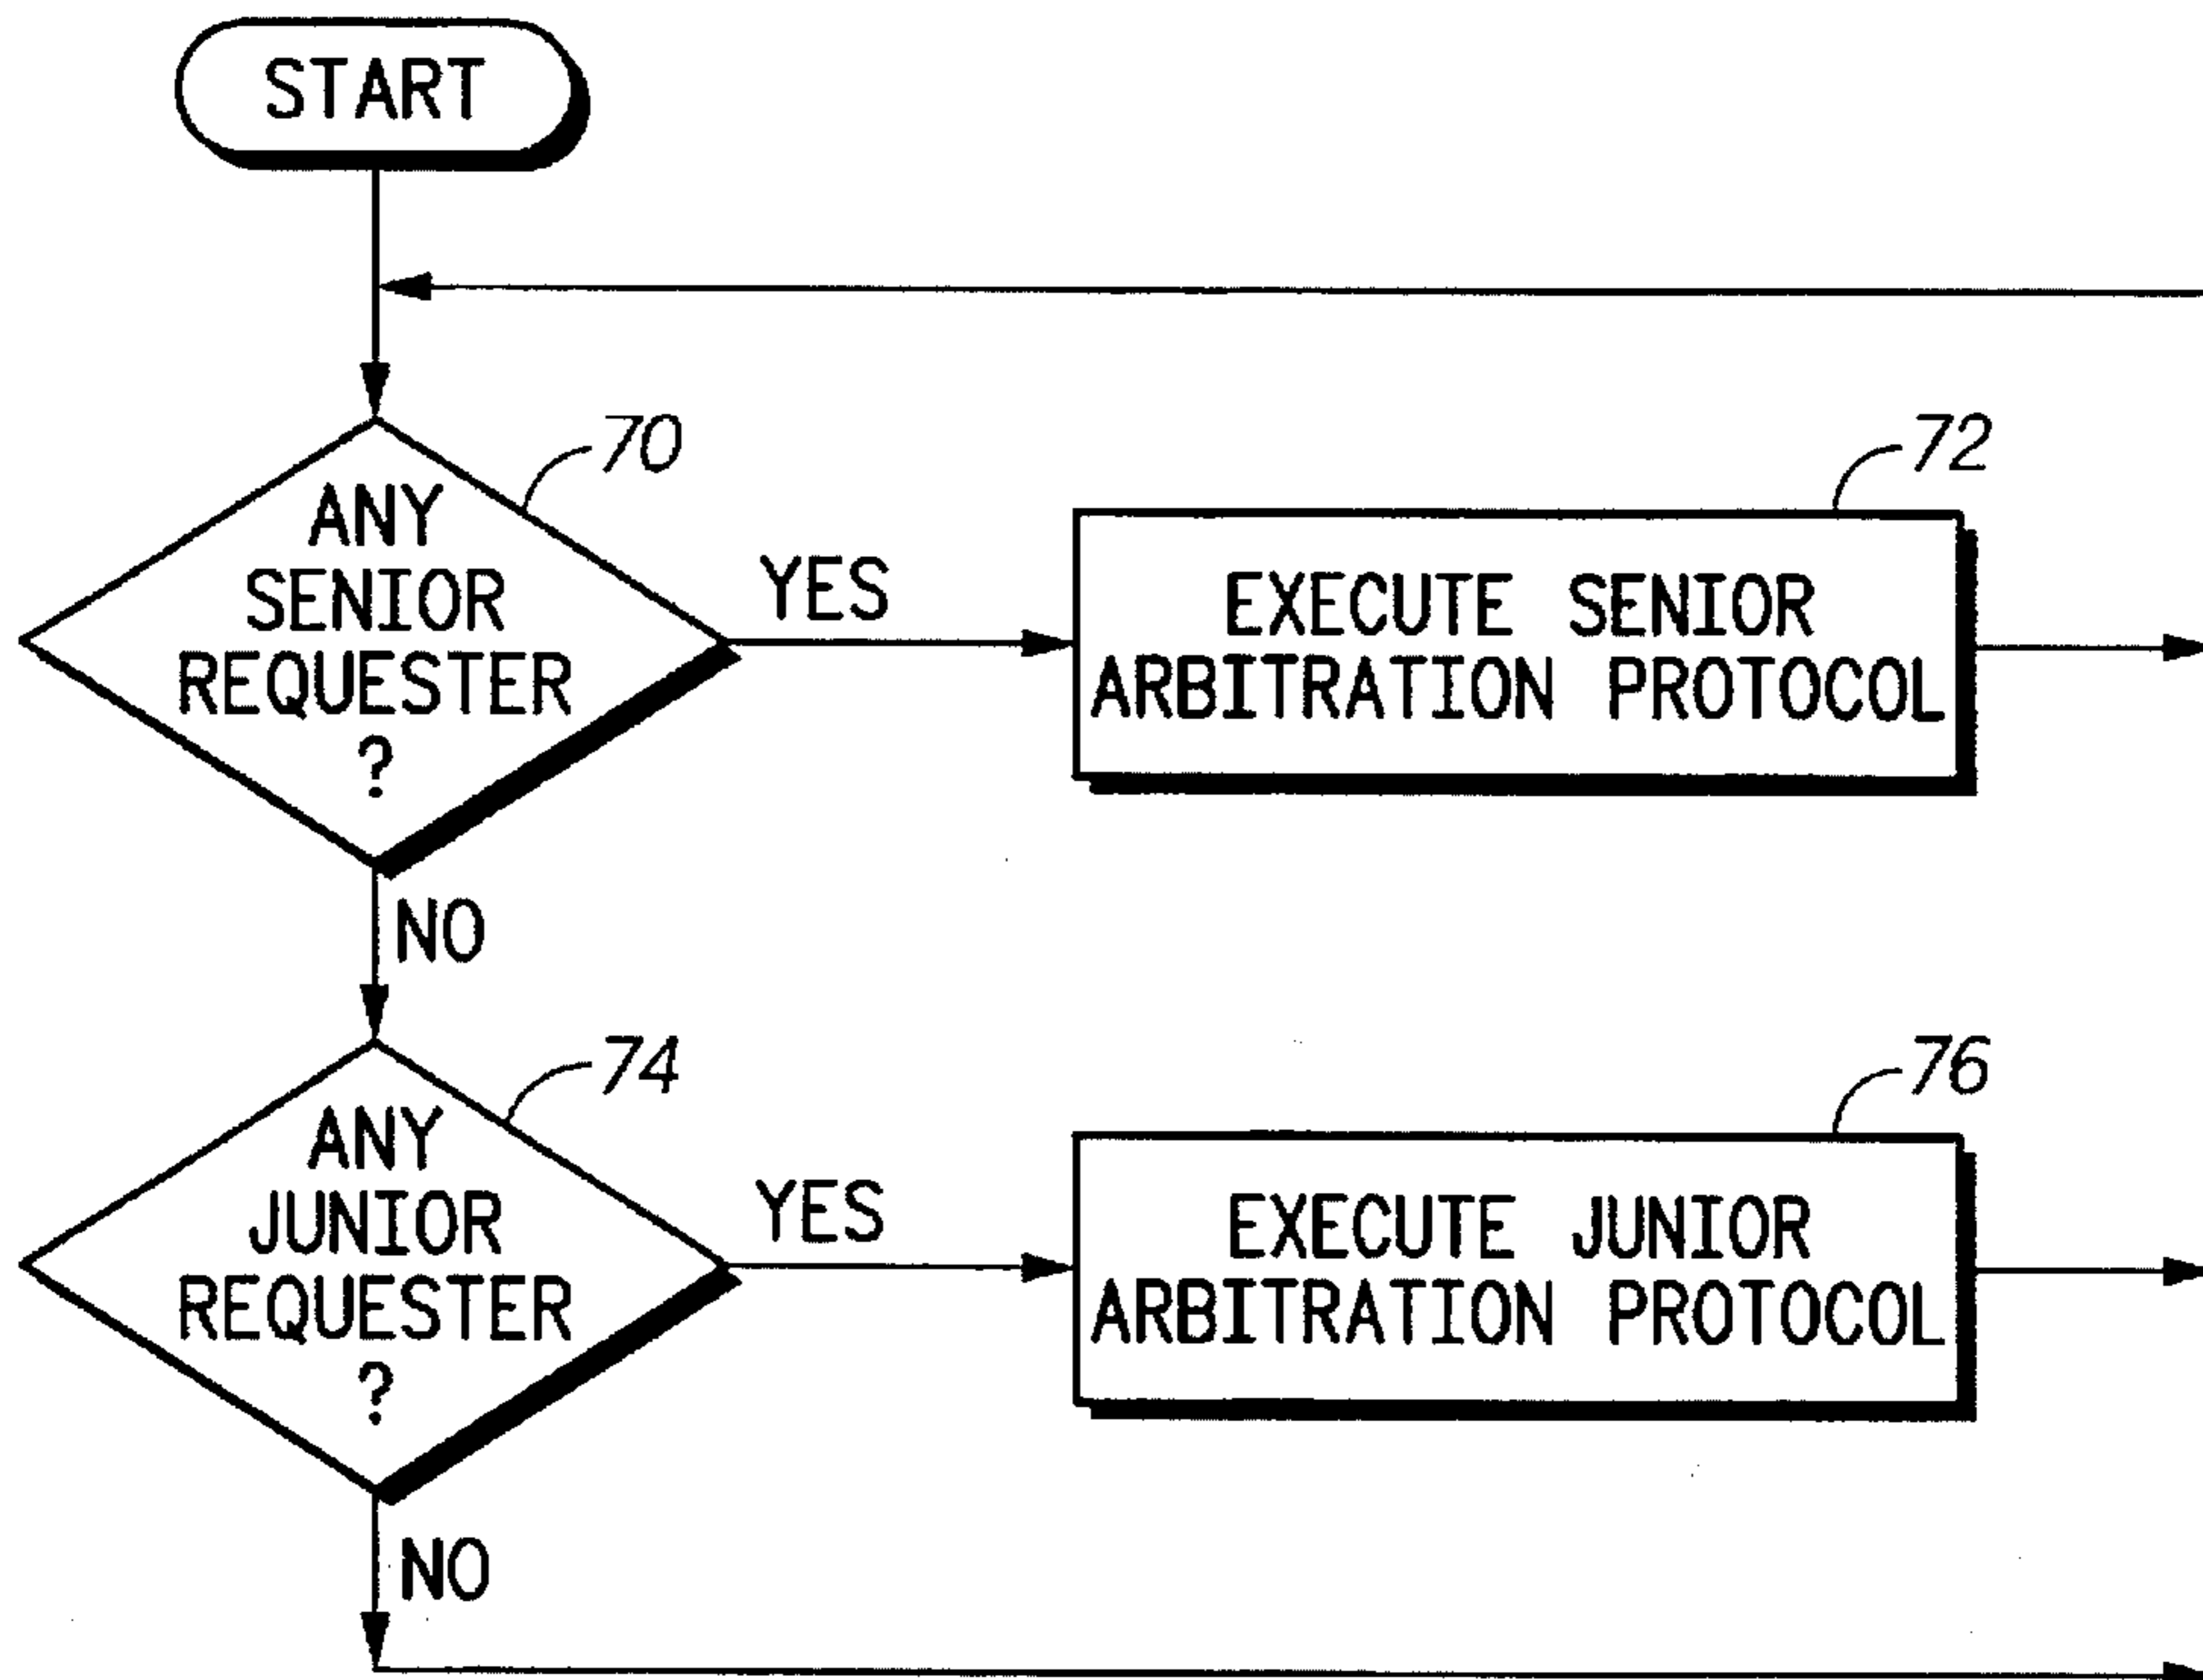 START
70
ANY
SENIOR
REQUESTER
?
YES
72
EXECUTE SENIOR
ARBITRATION PROTOCOL
NO
74
ANY
JUNIOR
REQUESTER
?
YES
76
EXECUTE JUNIOR
ARBITRATION PROTOCOL
NO